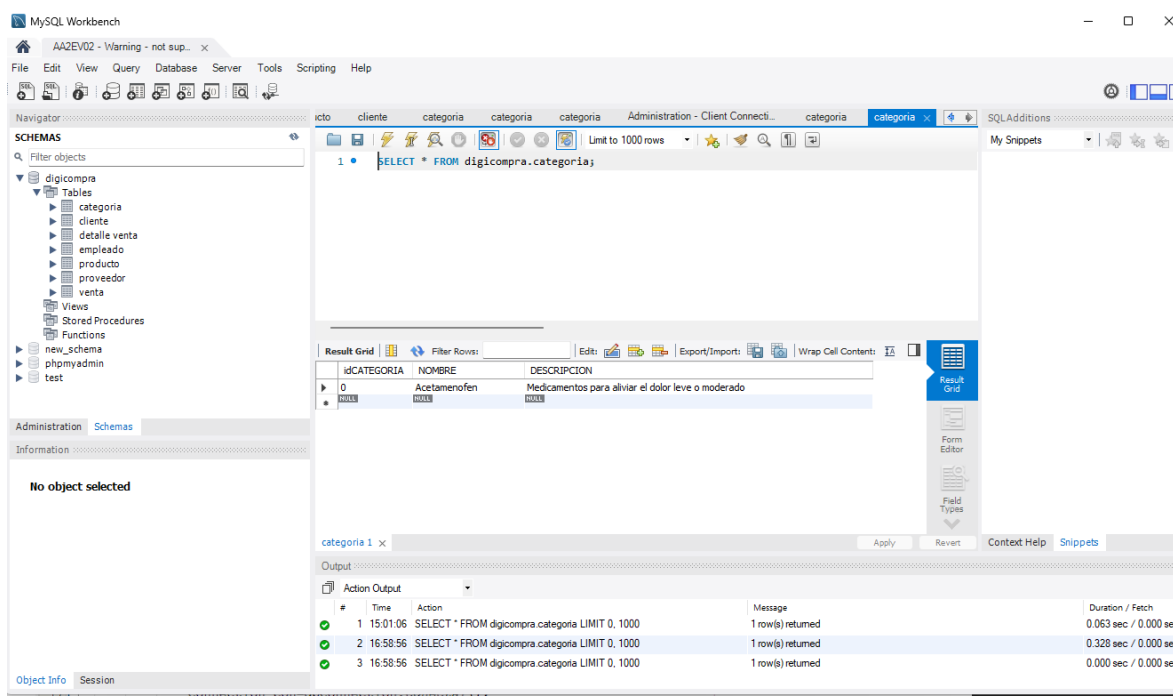 MySQL Workbench
AA2EV02 - Warning - not sup...
File Edit View Query Database Server Tools Scripting Help
Navigator
SCHEMAS
Filter objects
digicompra
Tables
categoria
cliente
detalle venta
empleado
producto
proveedor
venta
Views
Stored Procedures
Functions
new_schema
phpmyadmin
test
Administration Schemas
Information
No object selected
Object Info Session
icto cliente categoria categoria categoria Administration - Client Connecti... categoria categoria
Limit to 1000 rows
1 SELECT * FROM digicompra.categoria;
Result Grid Filter Rows: Edit: Export/Import: Wrap Cell Content:
idCATEGORIA NOMBRE DESCRIPCION
0 Acetamenofen Medicamentos para aliviar el dolor leve o moderado
NULL NULL NULL
Result
Grid
Form
Editor
Field
Types
categoria 1 Apply Revert
SQLAdditions
My Snippets
Context Help Snippets
Output
Action Output
# Time Action Message Duration / Fetch
1 15:01:06 SELECT * FROM digicompra.categoria LIMIT 0, 1000 1 row(s) returned 0.063 sec / 0.000 se
2 16:58:56 SELECT * FROM digicompra.categoria LIMIT 0, 1000 1 row(s) returned 0.328 sec / 0.000 se
3 16:58:56 SELECT * FROM digicompra.categoria LIMIT 0, 1000 1 row(s) returned 0.000 sec / 0.000 se